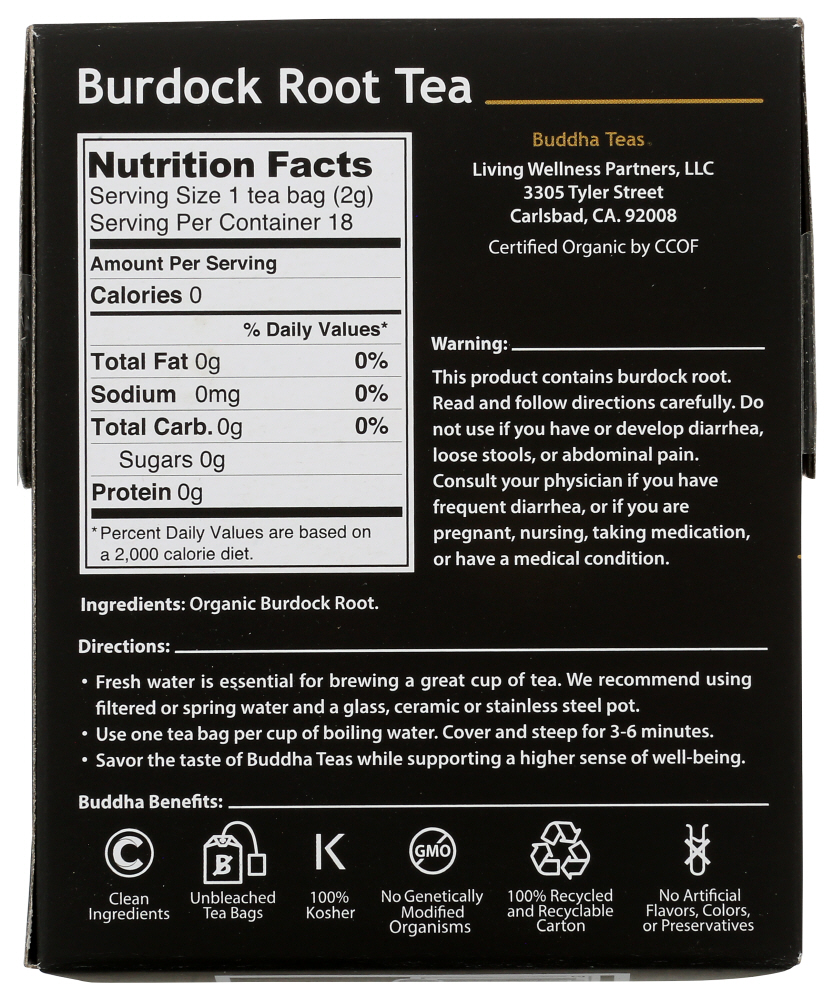 Burdock Root Tea
Nutrition Facts
Serving Size 1 tea bag (2g)
Serving Per Container 18
Amount Per Serving
Calories 0
% Daily Values*
Total Fat 0g 0%
Sodium 0mg 0%
Total Carb. 0g 0%
Sugars 0g
Protein 0g
* Percent Daily Values are based on
a 2,000 calorie diet.
Buddha Teas
Living Wellness Partners, LLC
3305 Tyler Street
Carlsbad, CA. 92008
Certified Organic by CCOF
Warning:
This product contains burdock root.
Read and follow directions carefully. Do
not use if you have or develop diarrhea,
loose stools, or abdominal pain.
Consult your physician if you have
frequent diarrhea, or if you are
pregnant, nursing, taking medication,
or have a medical condition.
Ingredients: Organic Burdock Root.
Directions:
• Fresh water is essential for brewing a great cup of tea. We recommend using
filtered or spring water and a glass, ceramic or stainless steel pot.
• Use one tea bag per cup of boiling water. Cover and steep for 3-6 minutes.
• Savor the taste of Buddha Teas while supporting a higher sense of well-being.
Buddha Benefits:
C
B
K
GMO
Clean
Ingredients
Unbleached
Tea Bags
100%
Kosher
No Genetically
Modified
Organisms
100% Recycled
and Recyclable
Carton
No Artificial
Flavors, Colors,
or Preservatives